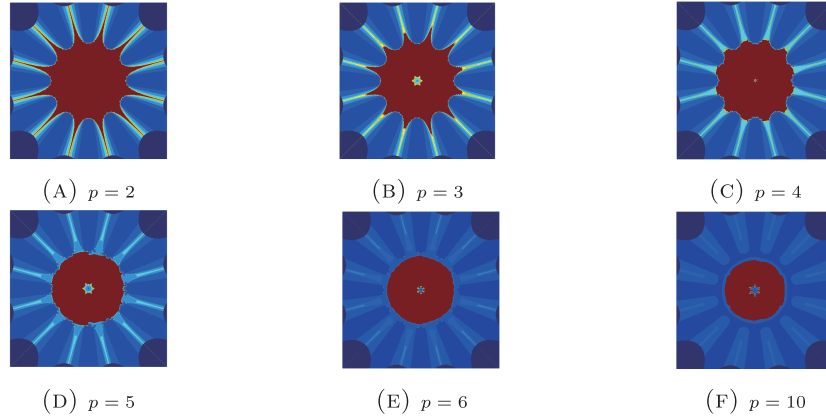 (A) p = 2
(B) p = 3
(C) p = 4
(D) p = 5
(E) p = 6
(F) p = 10